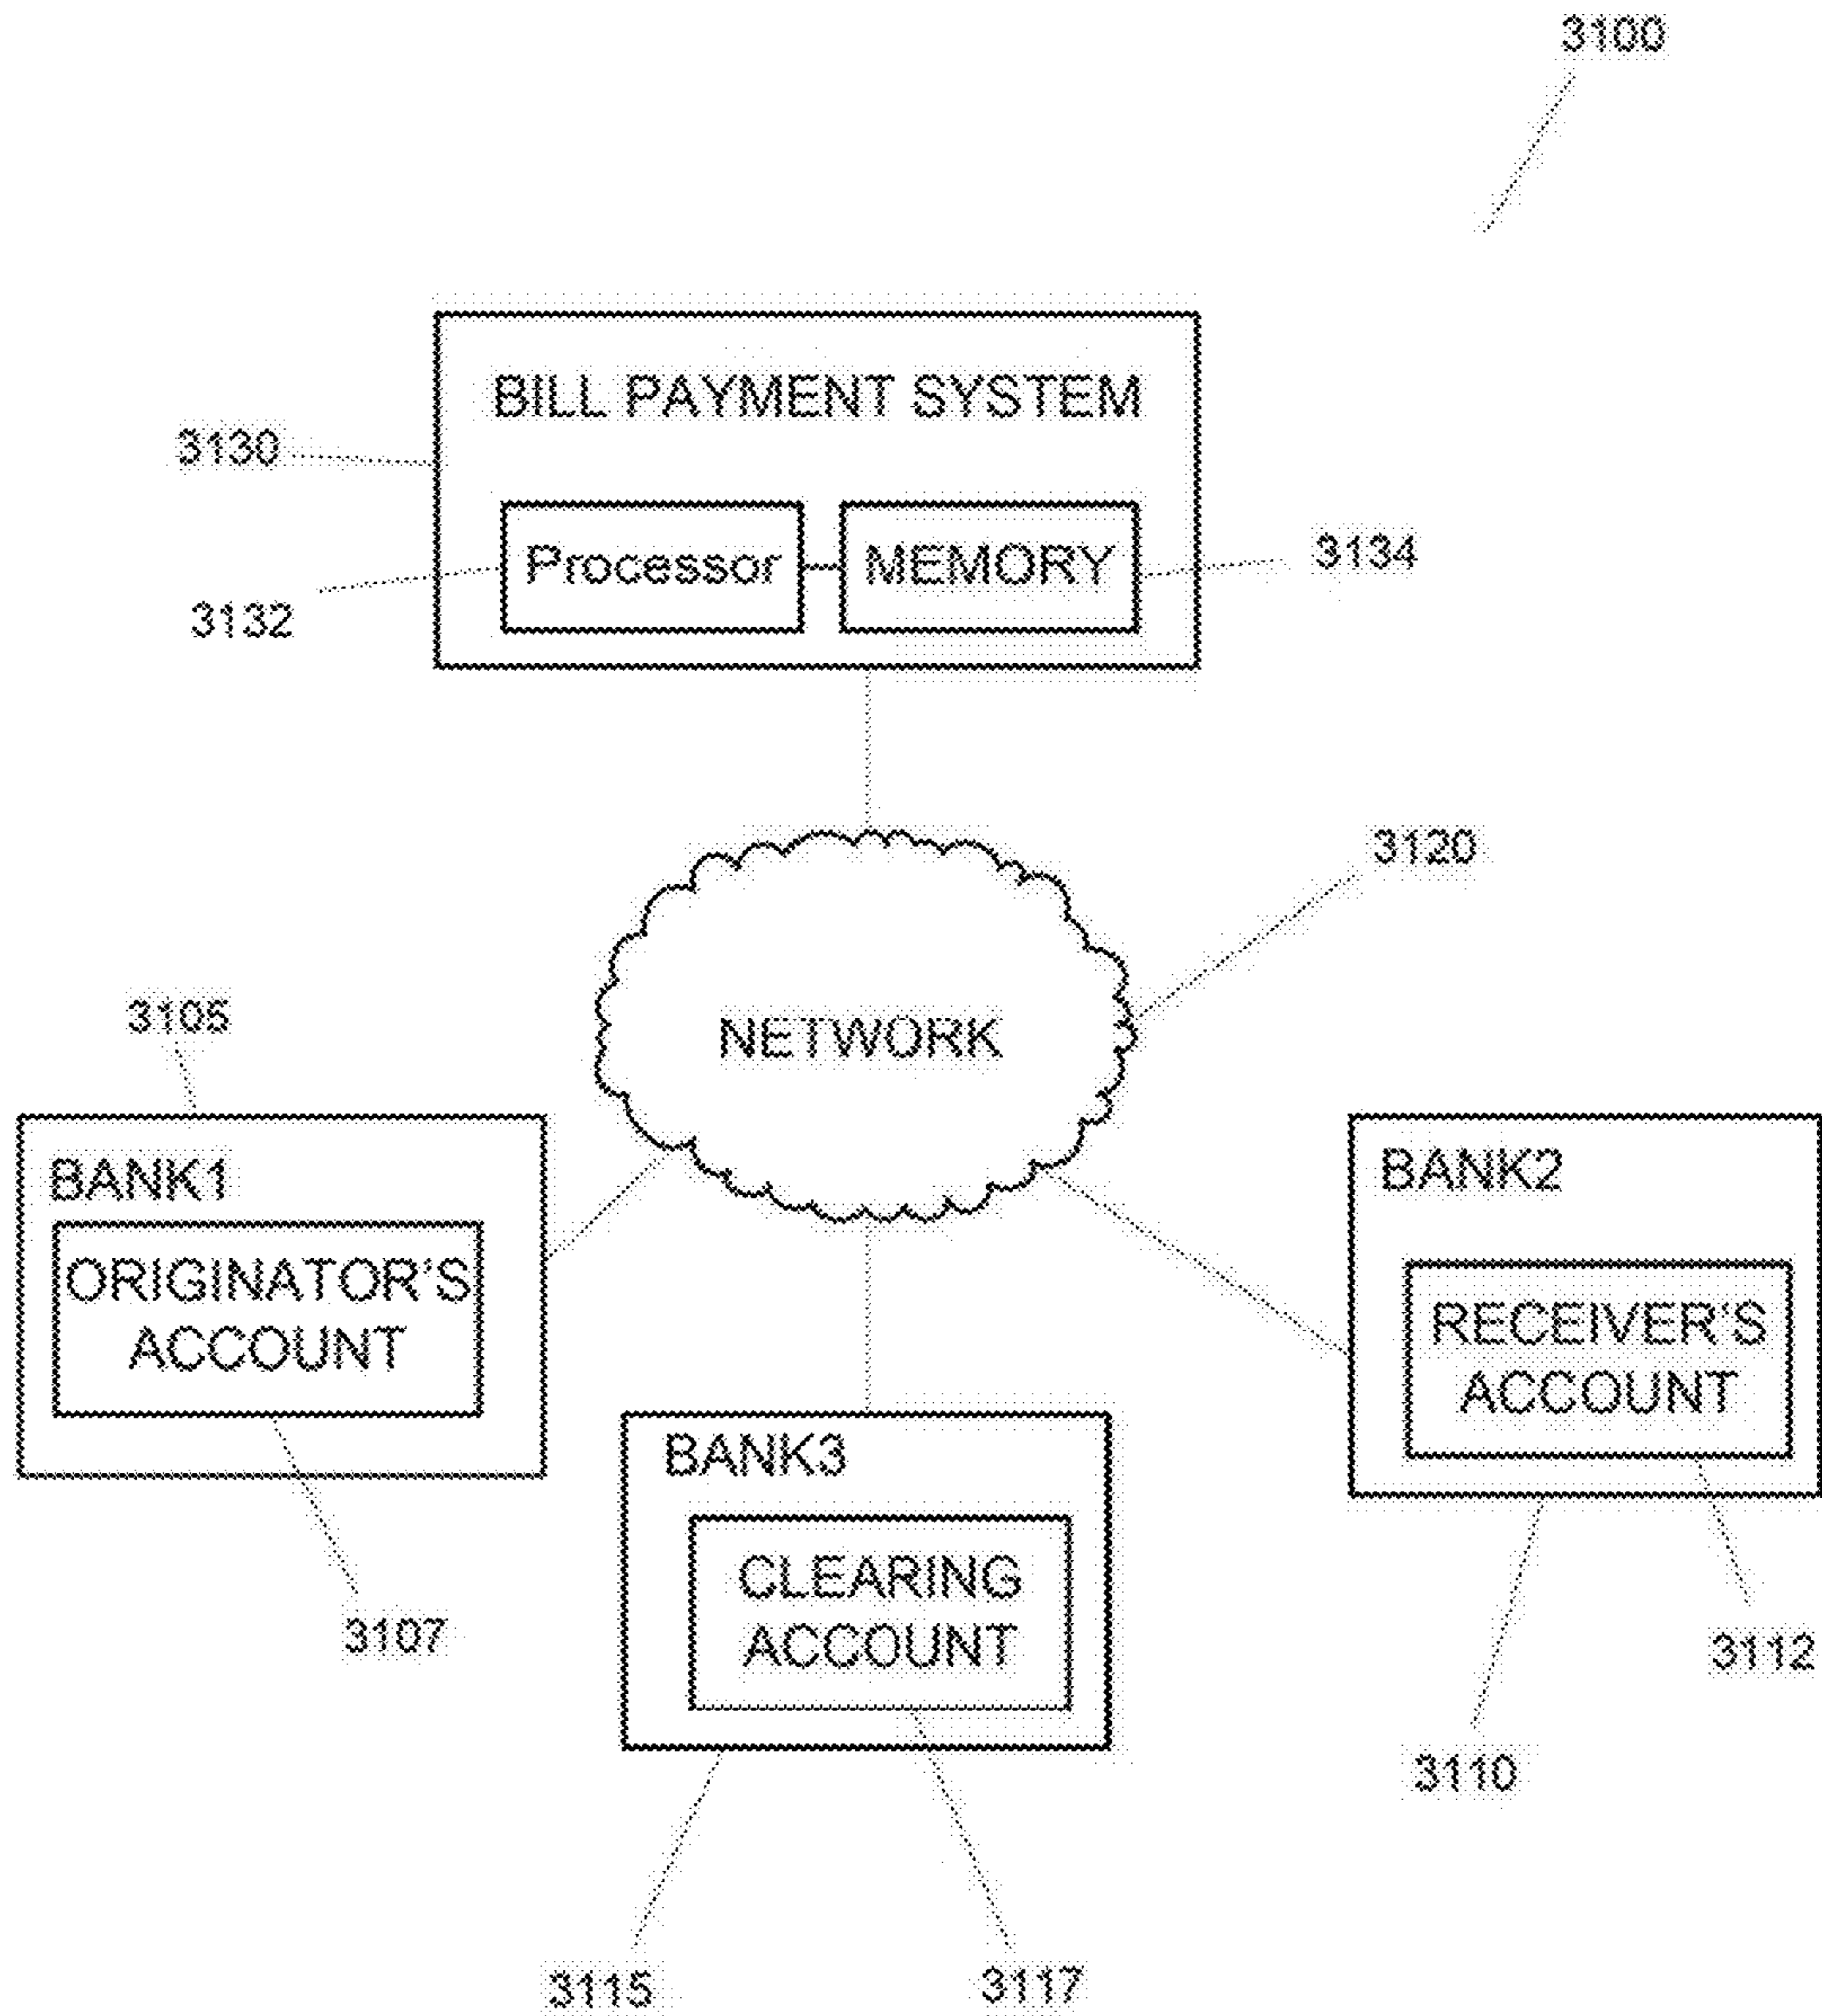 3100
BILL PAYMENT SYSTEM
3130
Processor
MEMORY
3134
3132
3120
NETWORK
3105
BANK1
ORIGINATOR'S
ACCOUNT
BANK2
RECEIVER'S
ACCOUNT
BANK3
CLEARING
ACCOUNT
3107
3112
3110
3115
3117